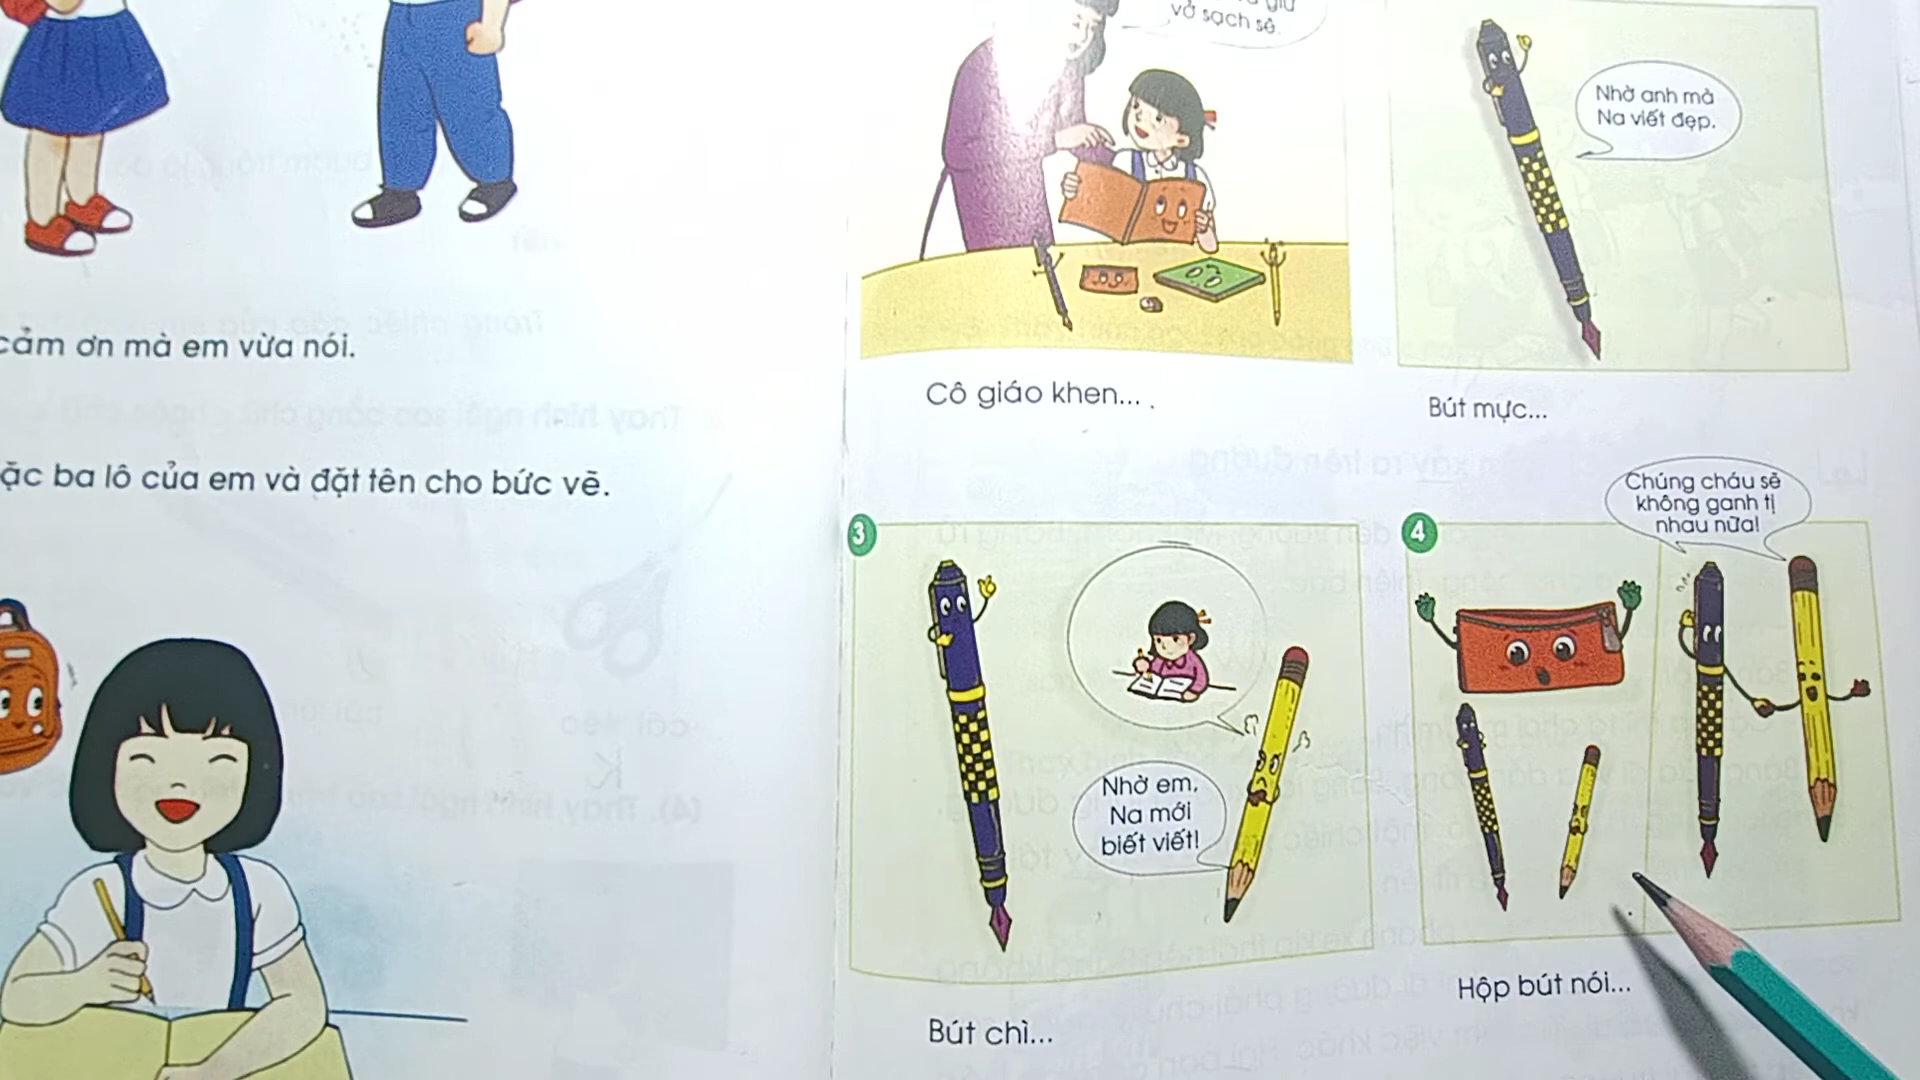 cảm ơn mà em vừa nói.
ặc ba lô của em và đặt tên cho bức vẽ.
giữ
vở sạch sẽ.
Cô giáo khen...
Nhờ anh mà
Na viết đẹp.
Bút mực...
3
Nhờ em,
Na mới
biết viết!
Bút chì...
4
Chúng cháu sẽ
không ganh tị
nhau nữa!
Hộp bút nói...